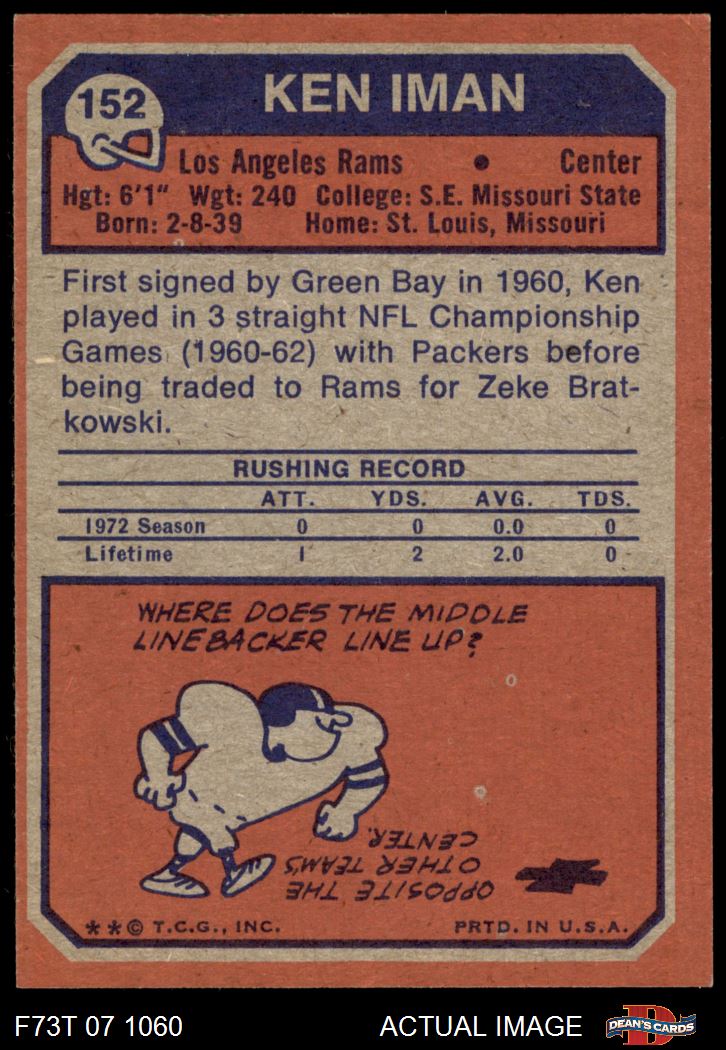 152
KEN IMAN
Los Angeles Rams • Center
Hgt: 6'1" Wgt: 240 College: S.E. Missouri State
Born: 2-8-39 Home: St. Louis, Missouri
First signed by Green Bay in 1960, Ken
played in 3 straight NFL Championship
Games (1960-62) with Packers before
being traded to Rams for Zeke Brat-
kowski.
RUSHING RECORD
ATT. YDS. AVG. TDS.
1972 Season 0 0 0.0 0
Lifetime 1 2 2.0 0
WHERE DOES THE MIDDLE
LINEBACKER LINE UP?
OPPOSITE THE
OTHER TEAM'S
CENTER.
**© T.C.G., INC. PRTD. IN U.S.A.
F73T 07 1060 ACTUAL IMAGE
D
DEAN'S CARDS